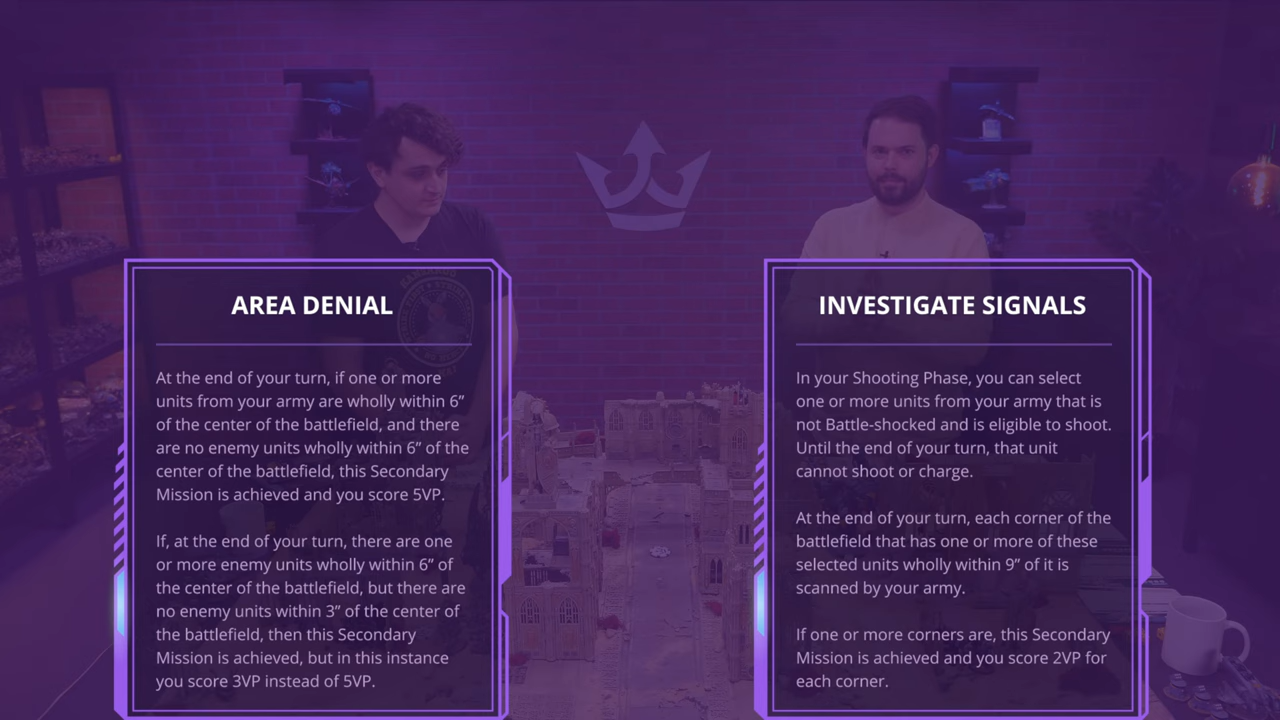 AREA DENIAL
At the end of your turn, if one or more
units from your army are wholly within 6”
of the center of the battlefield, and there
are no enemy units wholly within 6” of the
center of the battlefield, this Secondary
Mission is achieved and you score 5VP.
If, at the end of your turn, there are one
or more enemy units wholly within 6” of
the center of the battlefield, but there are
no enemy units within 3” of the center of
the battlefield, then this Secondary
Mission is achieved, but in this instance
you score 3VP instead of 5VP.
INVESTIGATE SIGNALS
In your Shooting Phase, you can select
one or more units from your army that is
not Battle-shocked and is eligible to shoot.
Until the end of your turn, that unit
cannot shoot or charge.
At the end of your turn, each corner of the
battlefield that has one or more of these
selected units wholly within 9” of it is
scanned by your army.
If one or more corners are, this Secondary
Mission is achieved and you score 2VP for
each corner.